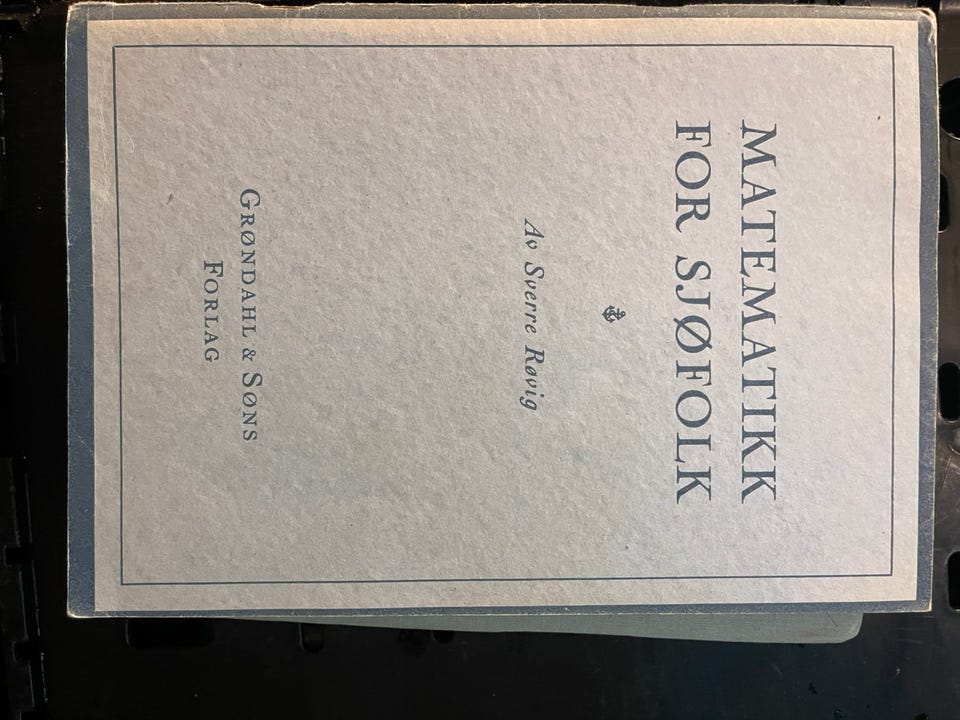 MATEMATIKK
FOR SJØFOLK
Av Sverre Røvig
GRØNDAHL & SØNS
FORLAG